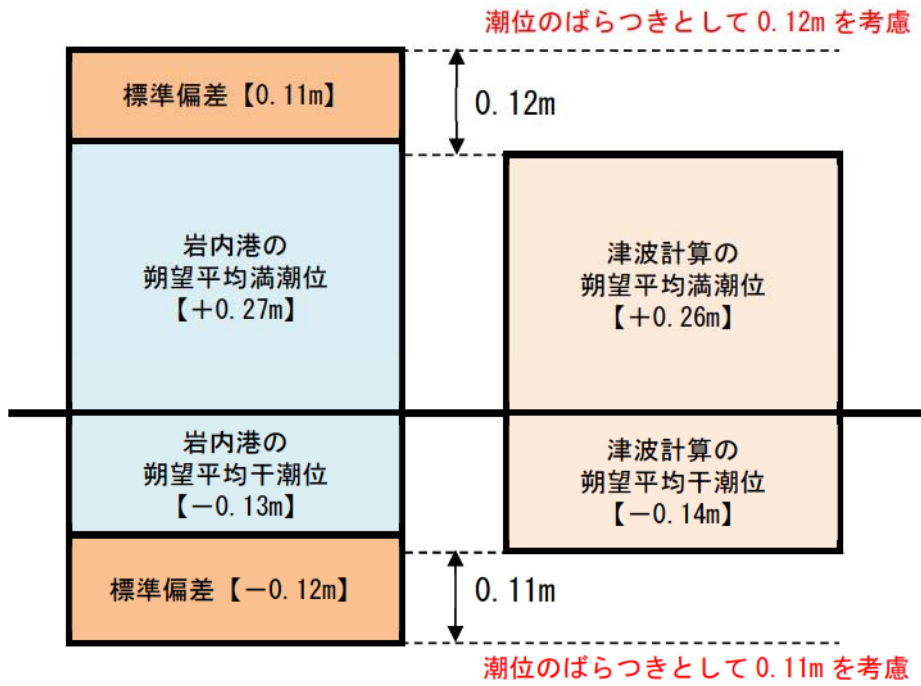 潮位のばらつきとして 0.12m を考慮
標準偏差【0.11m】
0.12m
岩内港の
朔望平均満潮位
【＋0.27m】
津波計算の
朔望平均満潮位
【＋0.26m】
岩内港の
朔望平均干潮位
【－0.13m】
津波計算の
朔望平均干潮位
【－0.14m】
標準偏差【－0.12m】
0.11m
潮位のばらつきとして 0.11m を考慮